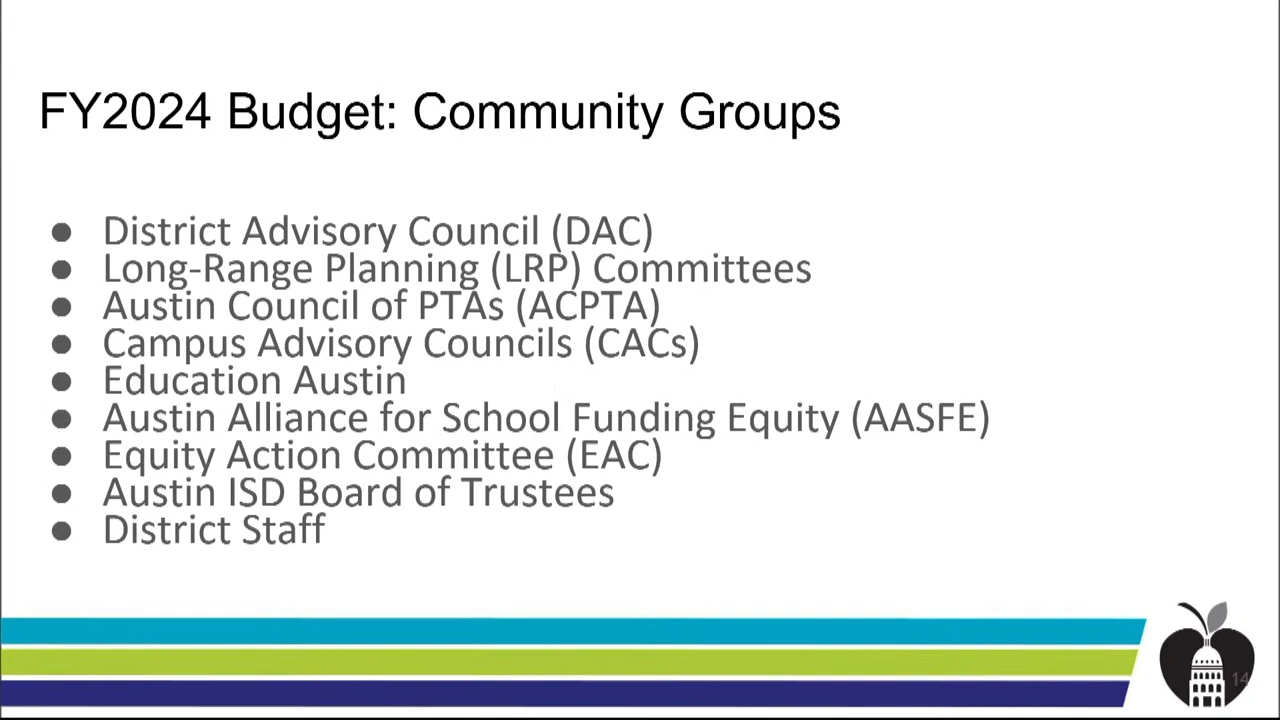 FY2024 Budget: Community Groups
● District Advisory Council (DAC)
● Long-Range Planning (LRP) Committees
● Austin Council of PTAs (ACPTA)
● Campus Advisory Councils (CACs)
● Education Austin
● Austin Alliance for School Funding Equity (AASFE)
● Equity Action Committee (EAC)
● Austin ISD Board of Trustees
● District Staff
14